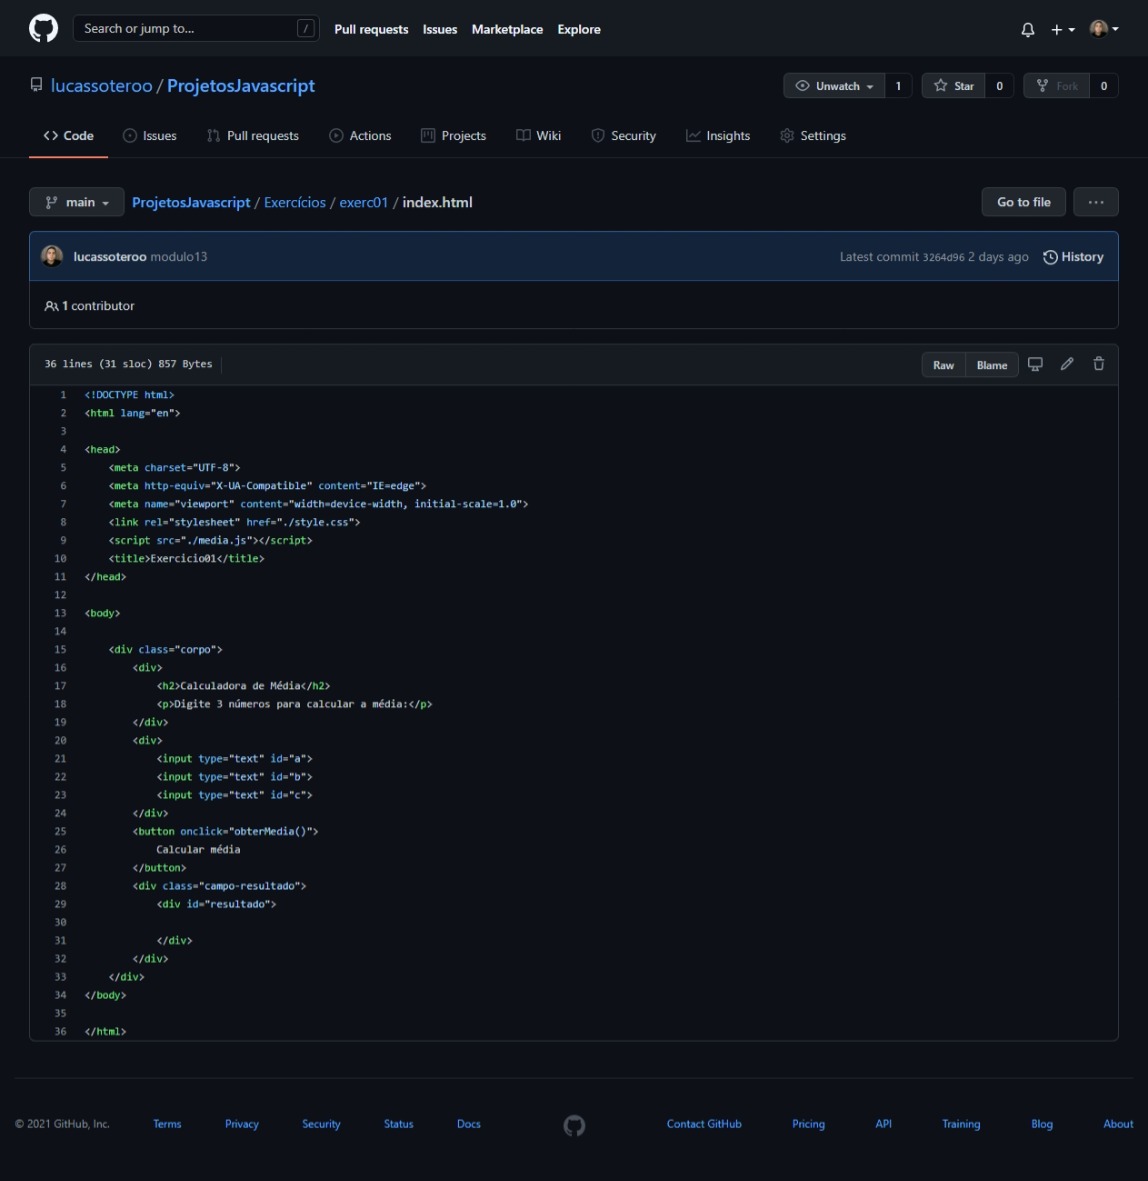 Search or jump to... /
Pull requests Issues Marketplace Explore
lucassoteroo / ProjetosJavascript
Unwatch 1 Star 0 Fork 0
Code Issues Pull requests Actions Projects Wiki Security Insights Settings
main ProjetosJavascript / Exercícios / exerc01 / index.html
Go to file ...
lucassoteroo modulo13
Latest commit 3264d96 2 days ago History
1 contributor
36 lines (31 sloc) 857 Bytes
Raw Blame
1 <!DOCTYPE html>
2 <html lang="en">
3
4 <head>
5 <meta charset="UTF-8">
6 <meta http-equiv="X-UA-Compatible" content="IE=edge">
7 <meta name="viewport" content="width=device-width, initial-scale=1.0">
8 <link rel="stylesheet" href="./style.css">
9 <script src="./media.js"></script>
10 <title>Exercicio01</title>
11 </head>
12
13 <body>
14
15 <div class="corpo">
16 <div>
17 <h2>Calculadora de Média</h2>
18 <p>Digite 3 números para calcular a média:</p>
19 </div>
20 <div>
21 <input type="text" id="a">
22 <input type="text" id="b">
23 <input type="text" id="c">
24 </div>
25 <button onclick="obterMedia()">
26 Calcular média
27 </button>
28 <div class="campo-resultado">
29 <div id="resultado">
30
31 </div>
32 </div>
33 </div>
34 </body>
35
36 </html>
© 2021 GitHub, Inc. Terms Privacy Security Status Docs Contact GitHub Pricing API Training Blog About